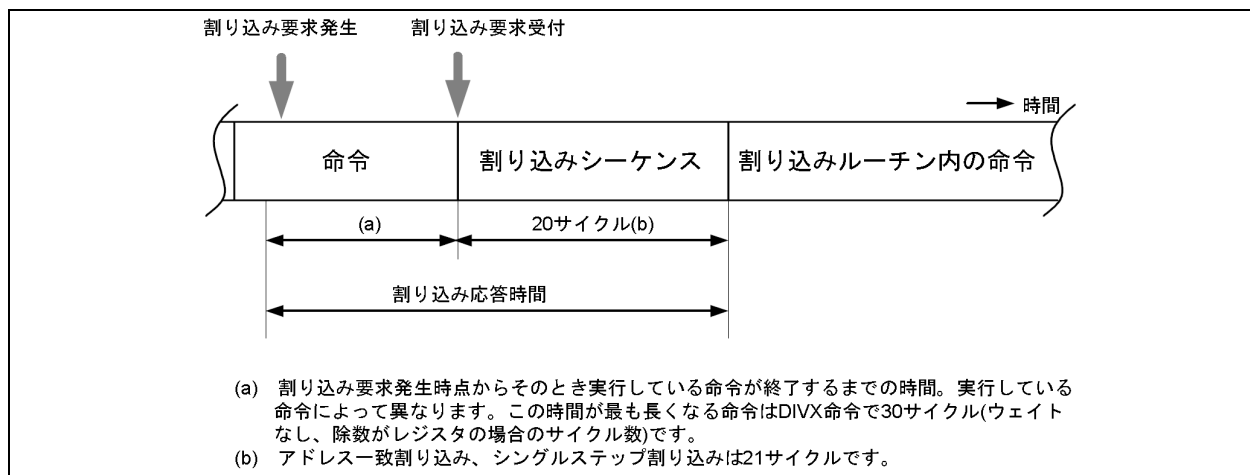 割り込み要求発生
割り込み要求受付
時間
命令
割り込みシーケンス
割り込みルーチン内の命令
(a)
20サイクル(b)
割り込み応答時間
(a) 割り込み要求発生時点からそのとき実行している命令が終了するまでの時間。実行している
命令によって異なります。この時間が最も長くなる命令はDIVX命令で30サイクル(ウェイト
なし、除数がレジスタの場合のサイクル数)です。
(b) アドレス一致割り込み、シングルステップ割り込みは21サイクルです。